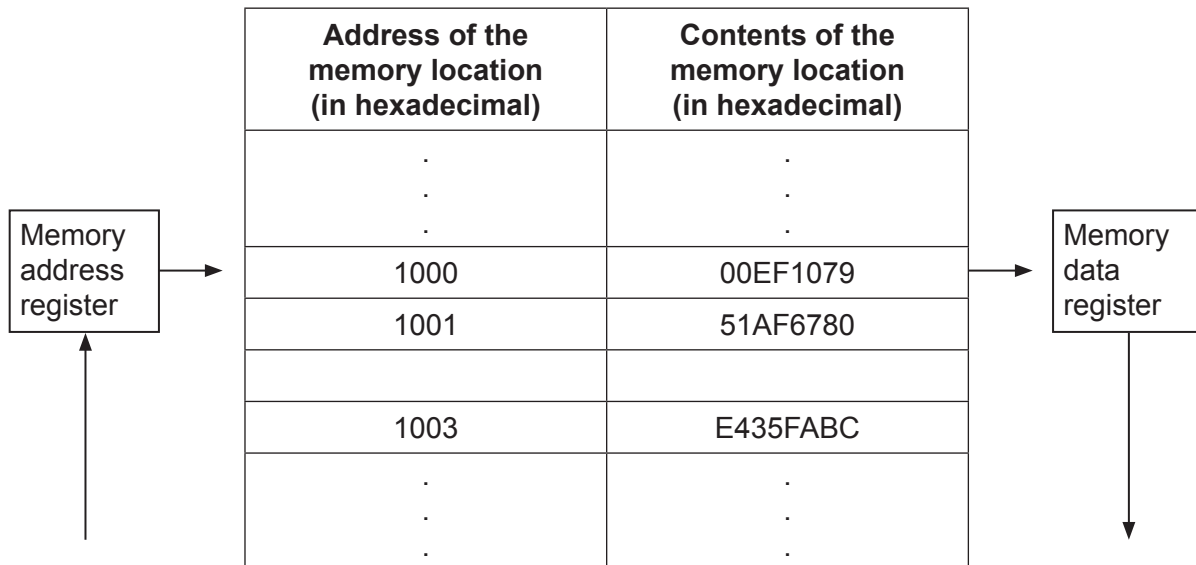 Address of the
memory location
(in hexadecimal)
Contents of the
memory location
(in hexadecimal)
.
.
.
.
.
.
Memory
address
register
1000
00EF1079
Memory
data
register
1001
51AF6780
1003
E435FABC
.
.
.
.
.
.